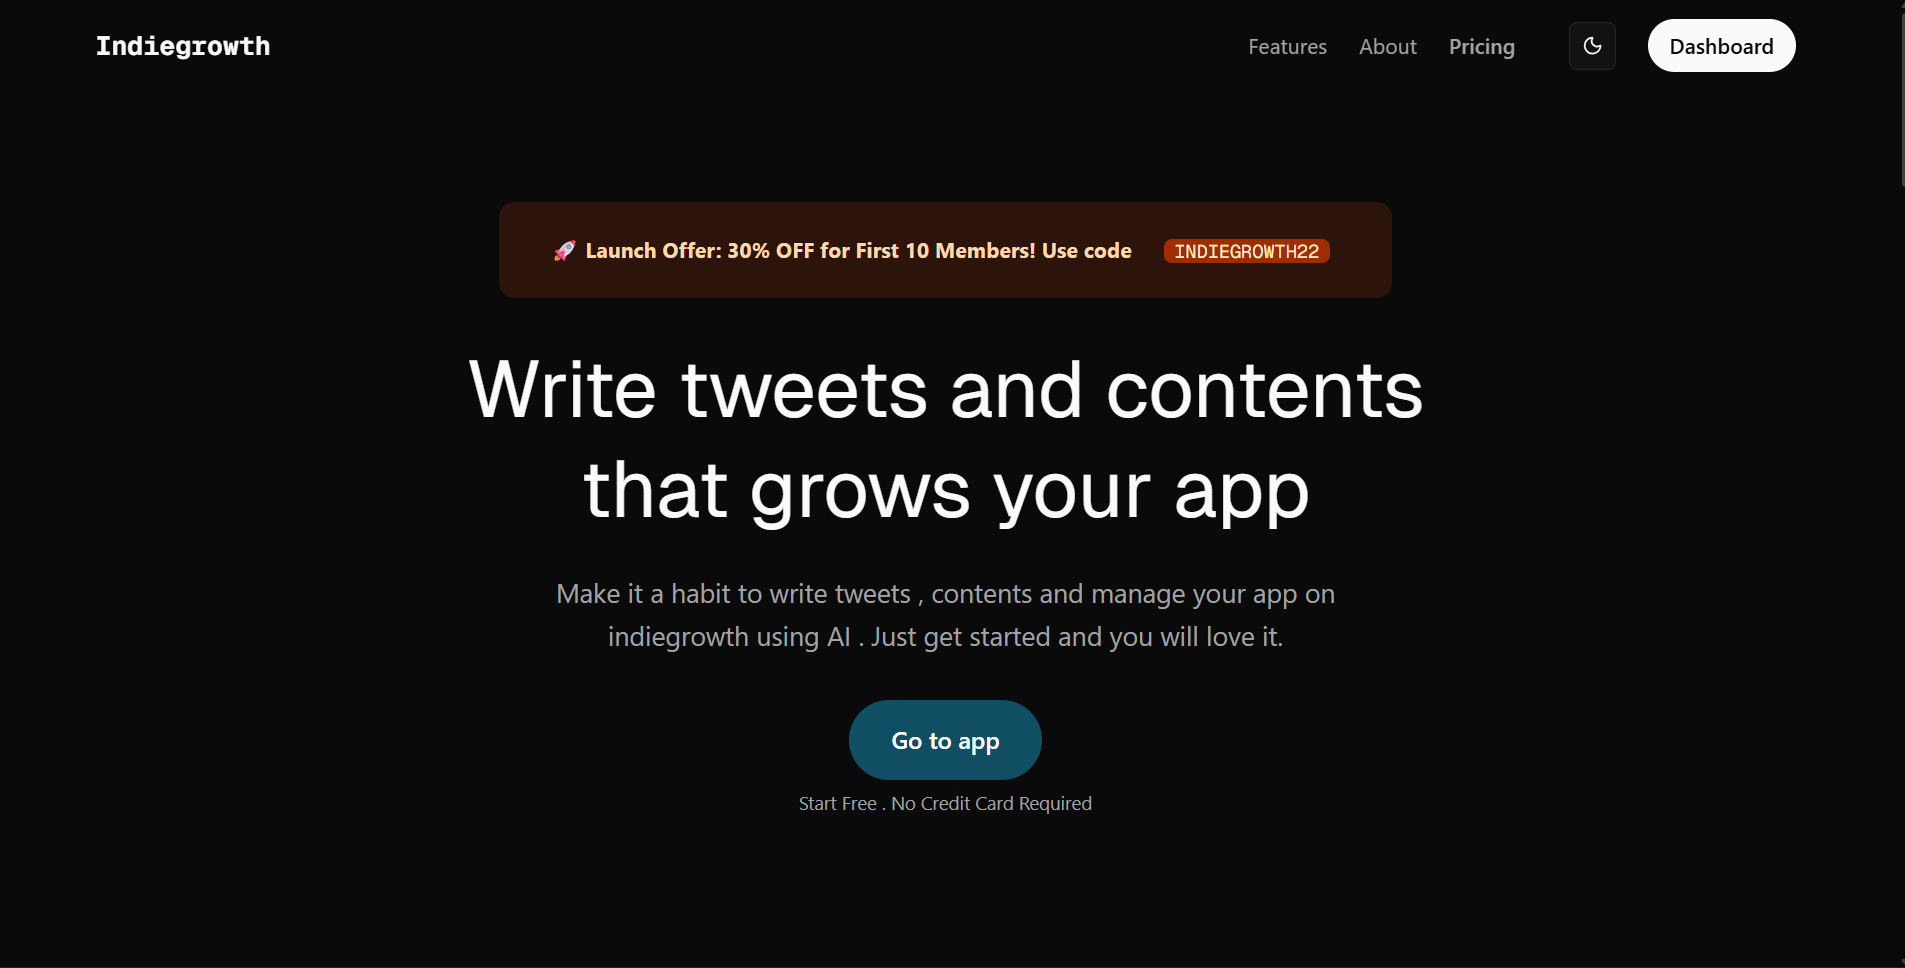 Indiegrowth
Features About Pricing Dashboard
🚀 Launch Offer: 30% OFF for First 10 Members! Use code INDIEGROWTH22
Write tweets and contents
that grows your app
Make it a habit to write tweets , contents and manage your app on
indiegrowth using AI . Just get started and you will love it.
Go to app
Start Free . No Credit Card Required